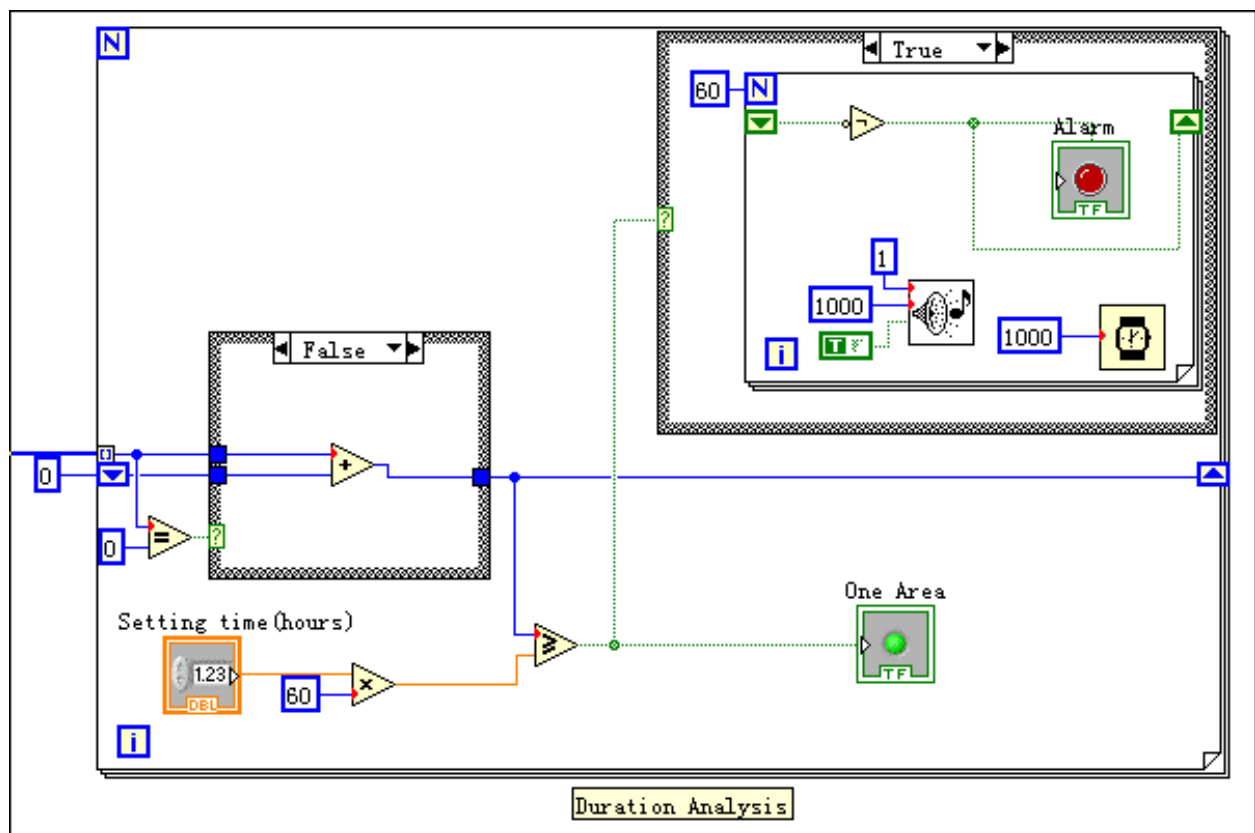 N
True
60
N
Alarm
TF
1
1000
T
i
1000
False
0
+
=
0
?
?
One Area
TF
Setting time(hours)
1.23
DBL
60
×
≥
i
Duration Analysis